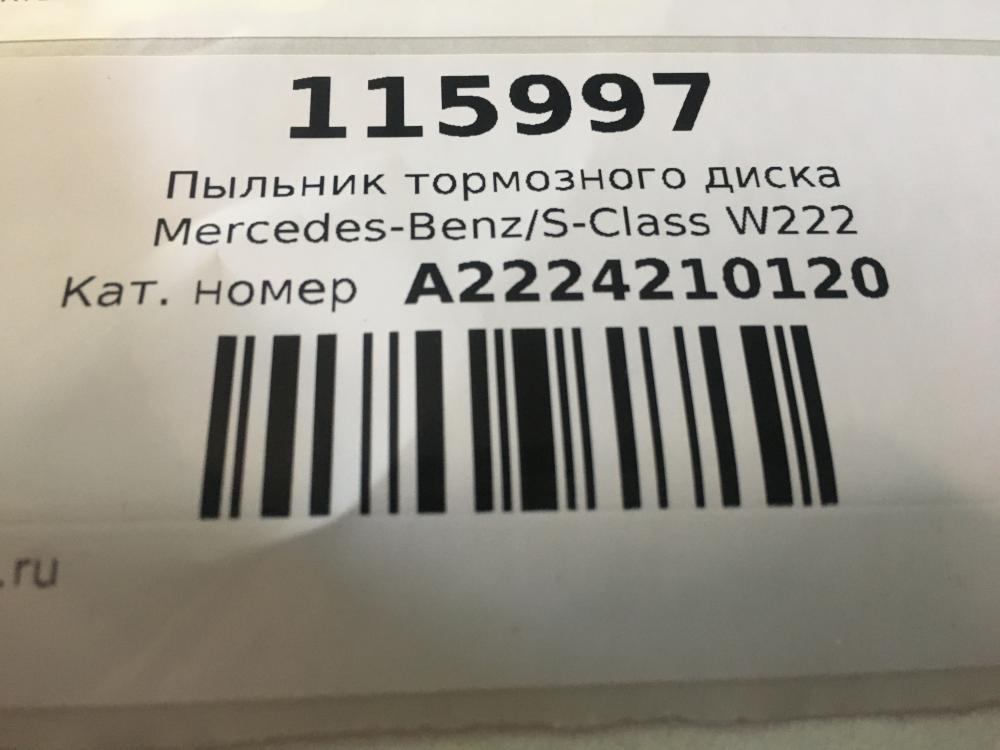 115997
Пыльник тормозного диска
Mercedes-Benz/S-Class W222
Кат. номер A2224210120
.ru